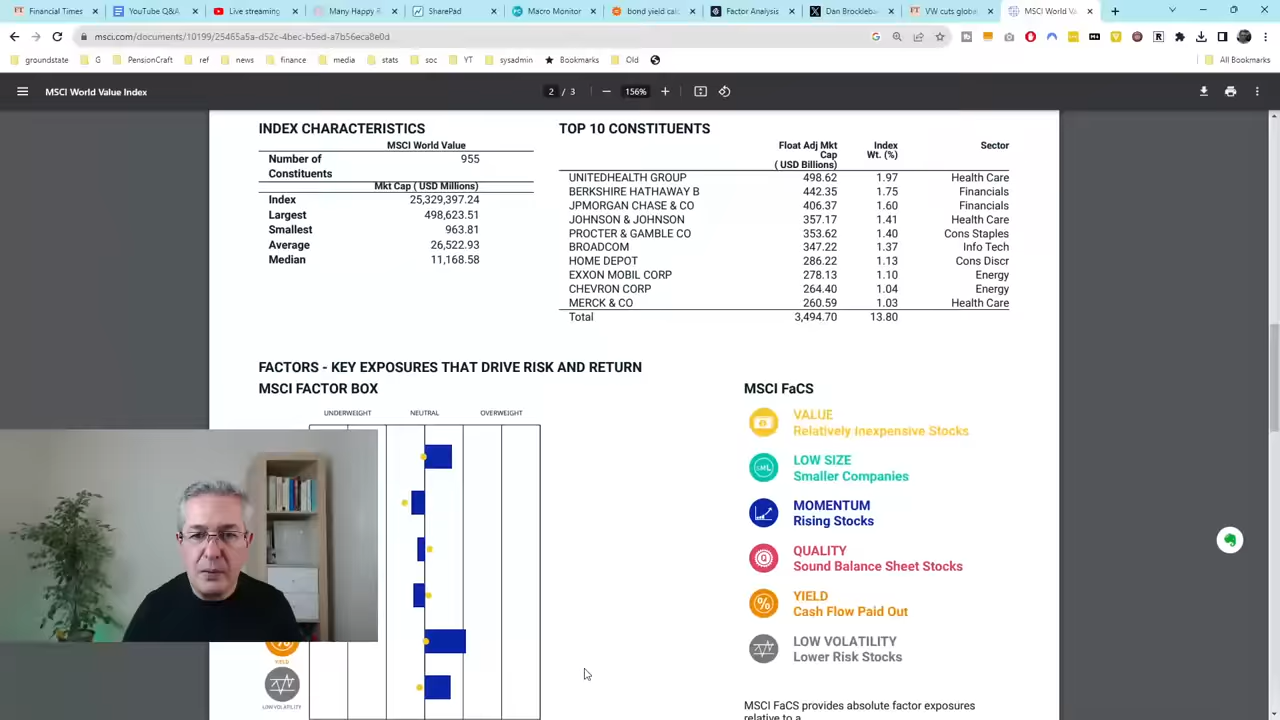 Financial Times
YouTube Q&A
Live streaming
Many Happy R
SharePad
Macro Monitor
bond yield calc
Factor Analysis
Dan Brockleba
VW cuts globa
MSCI World Va
msci.com/documents/10199/25465a5a-d52c-4bec-b5ed-a7b56eca8e0d
groundstate
G
PensionCraft
ref
news
finance
media
stats
soc
YT
sysadmin
Bookmarks
Old
All Bookmarks
MSCI World Value Index
2 / 3
156%
INDEX CHARACTERISTICS
MSCI World Value
Number of Constituents 955
Mkt Cap ( USD Millions)
Index 25,329,397.24
Largest 498,623.51
Smallest 963.81
Average 26,522.93
Median 11,168.58
TOP 10 CONSTITUENTS
Float Adj Mkt Cap ( USD Billions) Index Wt. (%) Sector
UNITEDHEALTH GROUP 498.62 1.97 Health Care
BERKSHIRE HATHAWAY B 442.35 1.75 Financials
JPMORGAN CHASE & CO 406.37 1.60 Financials
JOHNSON & JOHNSON 357.17 1.41 Health Care
PROCTER & GAMBLE CO 353.62 1.40 Cons Staples
BROADCOM 347.22 1.37 Info Tech
HOME DEPOT 286.22 1.13 Cons Discr
EXXON MOBIL CORP 278.13 1.10 Energy
CHEVRON CORP 264.40 1.04 Energy
MERCK & CO 260.59 1.03 Health Care
Total 3,494.70 13.80
FACTORS - KEY EXPOSURES THAT DRIVE RISK AND RETURN
MSCI FACTOR BOX
UNDERWEIGHT NEUTRAL OVERWEIGHT
YIELD
LOW VOLATILITY
MSCI FaCS
VALUE
Relatively Inexpensive Stocks
LOW SIZE
Smaller Companies
MOMENTUM
Rising Stocks
QUALITY
Sound Balance Sheet Stocks
YIELD
Cash Flow Paid Out
LOW VOLATILITY
Lower Risk Stocks
MSCI FaCS provides absolute factor exposures
relative to a